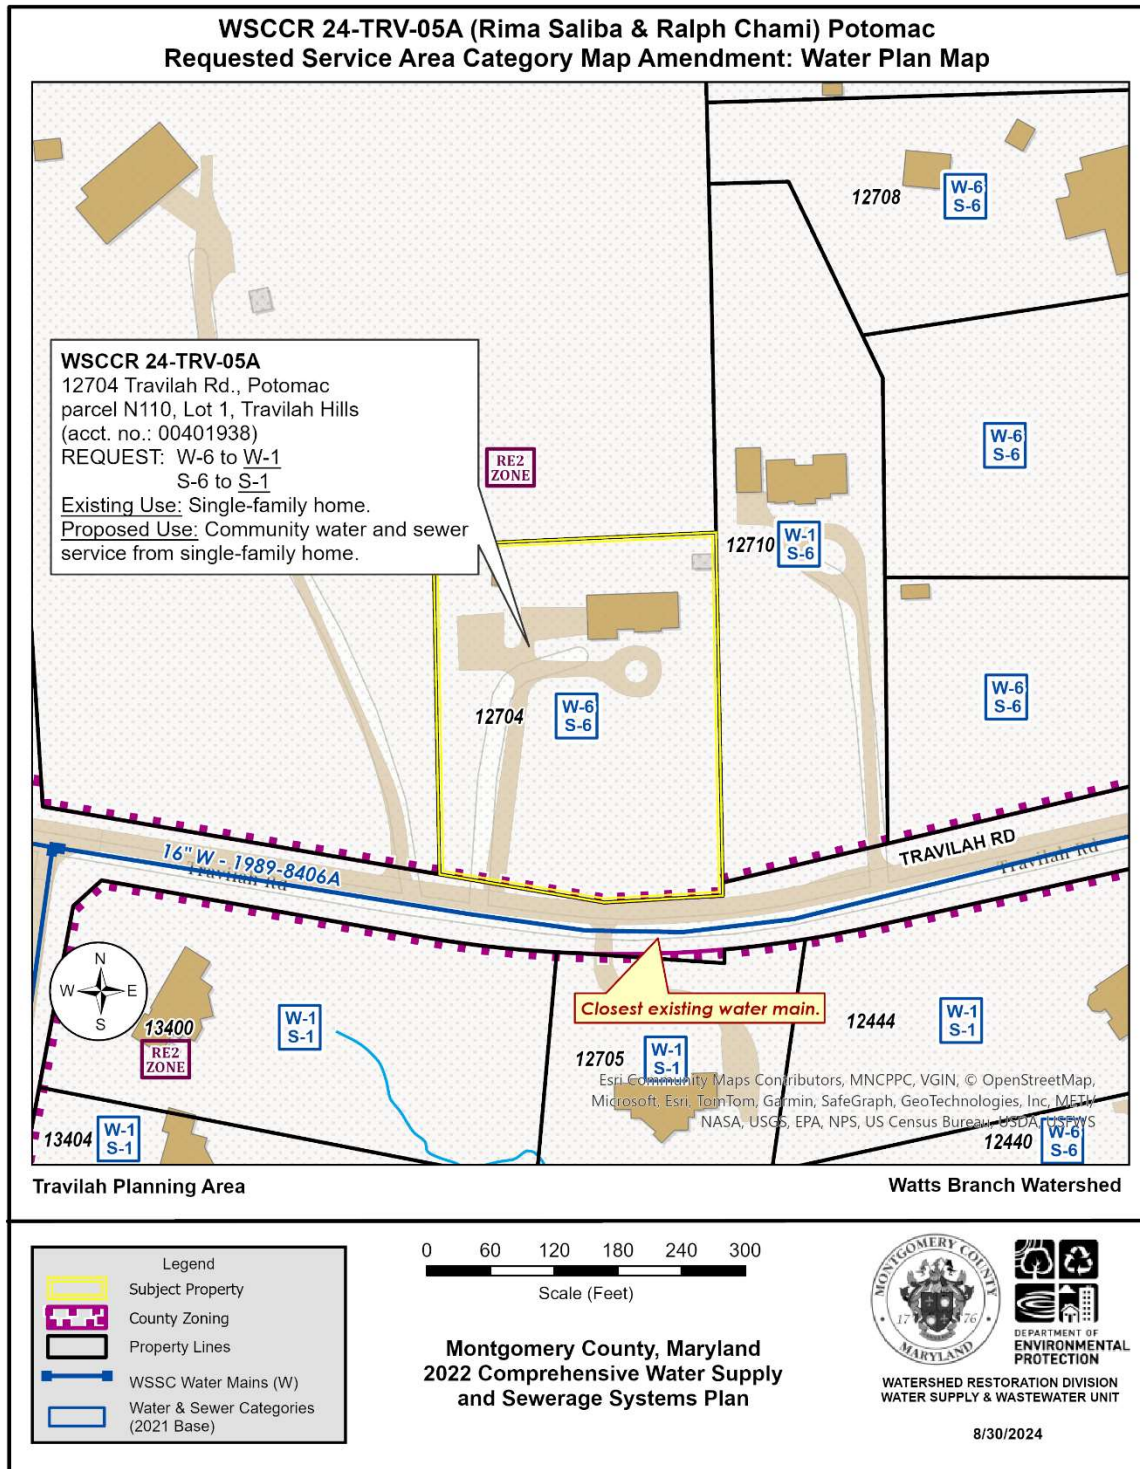 WSCCR 24-TRV-05A (Rima Saliba & Ralph Chami) Potomac
Requested Service Area Category Map Amendment: Water Plan Map
12708
W-6
S-6
WSCCR 24-TRV-05A
12704 Travilah Rd., Potomac
parcel N110, Lot 1, Travilah Hills
(acct. no.: 00401938)
REQUEST: W-6 to W-1
S-6 to S-1
Existing Use: Single-family home.
Proposed Use: Community water and sewer
service from single-family home.
RE2
ZONE
W-6
S-6
12710
W-1
S-6
12704
W-6
S-6
W-6
S-6
TRAVILAH RD
Travilah Rd
16" W - 1989-8406A
Travilah Rd
N
W E
S
13400
RE2
ZONE
W-1
S-1
Closest existing water main.
12705
W-1
S-1
12444
W-1
S-1
13404
W-1
S-1
12440
W-6
S-6
Esri Community Maps Contributors, MNCPPC, VGIN, © OpenStreetMap,
Microsoft, Esri, TomTom, Garmin, SafeGraph, GeoTechnologies, Inc, METI/
NASA, USGS, EPA, NPS, US Census Bureau, USDA, USFWS
Travilah Planning Area
Watts Branch Watershed
Legend
Subject Property
County Zoning
Property Lines
WSSC Water Mains (W)
Water & Sewer Categories
(2021 Base)
0 60 120 180 240 300
Scale (Feet)
Montgomery County, Maryland
2022 Comprehensive Water Supply
and Sewerage Systems Plan
MONTGOMERY COUNTY
17 76
MARYLAND
DEPARTMENT OF
ENVIRONMENTAL
PROTECTION
WATERSHED RESTORATION DIVISION
WATER SUPPLY & WASTEWATER UNIT
8/30/2024